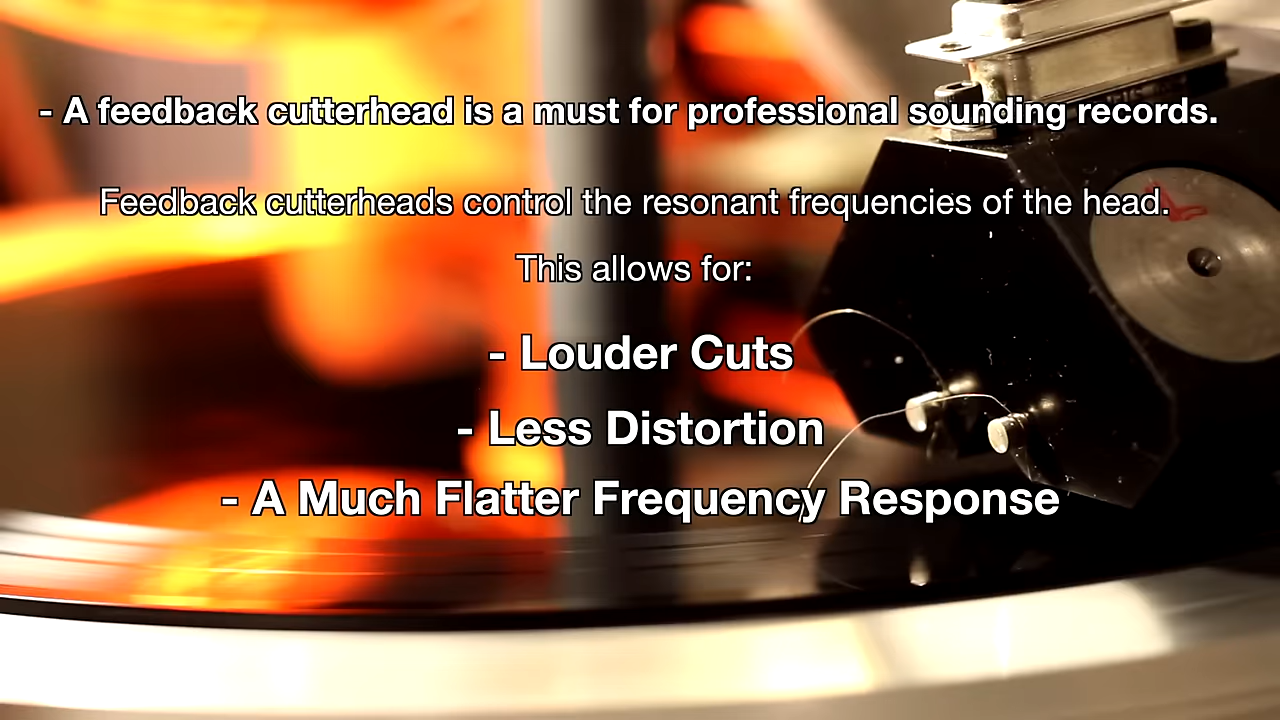 - A feedback cutterhead is a must for professional sounding records.
Feedback cutterheads control the resonant frequencies of the head.
This allows for:
- Louder Cuts
- Less Distortion
- A Much Flatter Frequency Response